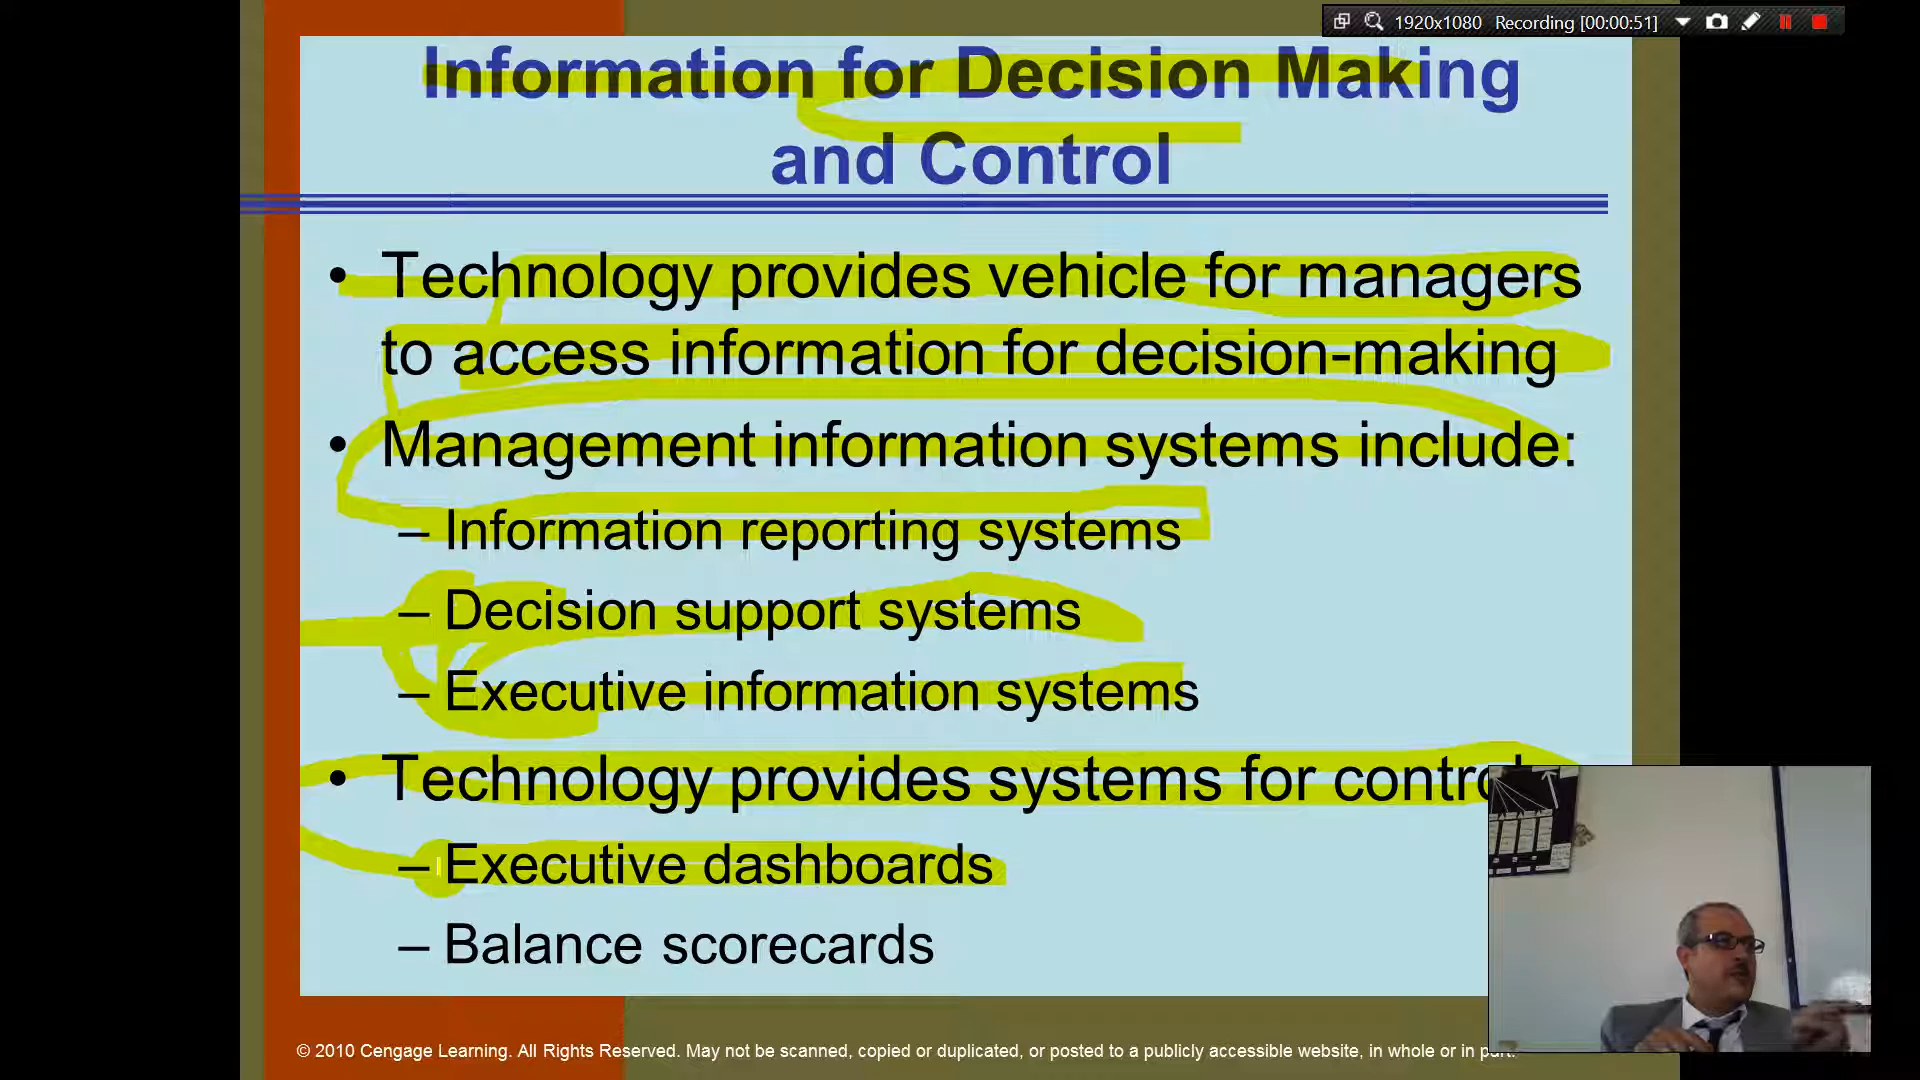 1920x1080 Recording [00:00:51]
Information for Decision Making
and Control
• Technology provides vehicle for managers
to access information for decision-making
• Management information systems include:
– Information reporting systems
– Decision support systems
– Executive information systems
• Technology provides systems for control
– Executive dashboards
– Balance scorecards
© 2010 Cengage Learning. All Rights Reserved. May not be scanned, copied or duplicated, or posted to a publicly accessible website, in whole or in part.